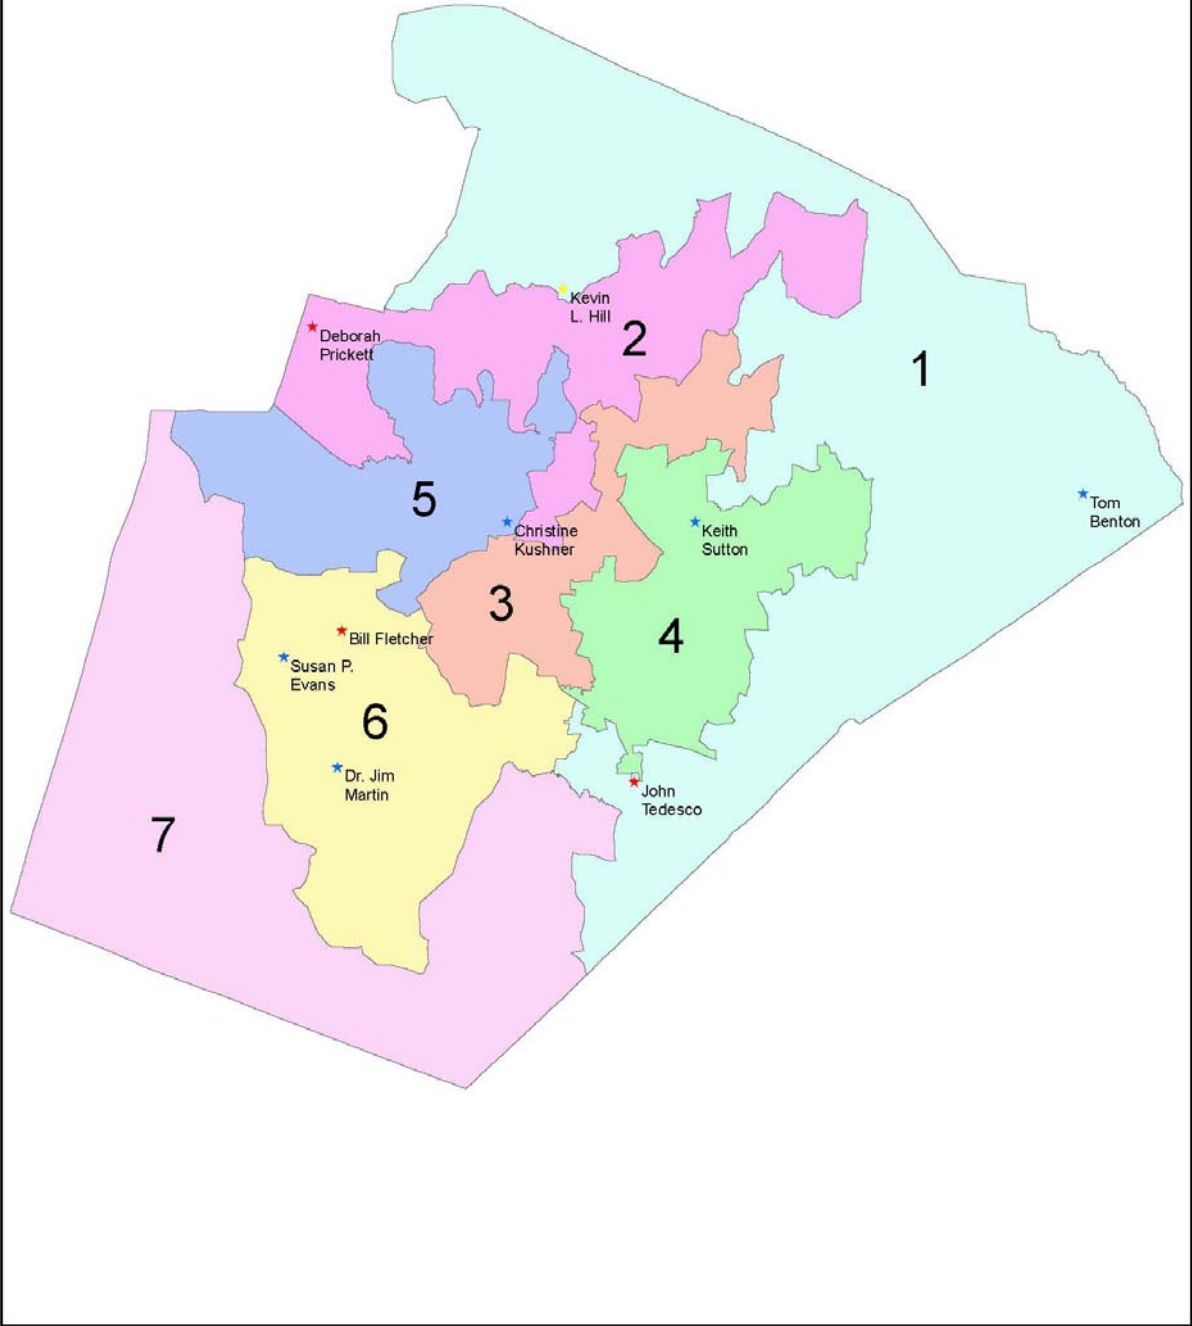 Kevin
L. Hill
2
Deborah
Prickett
1
5
Tom
Benton
Christine
Kushner
Keith
Sutton
3
4
Bill Fletcher
Susan P.
Evans
6
Dr. Jim
Martin
John
Tedesco
7